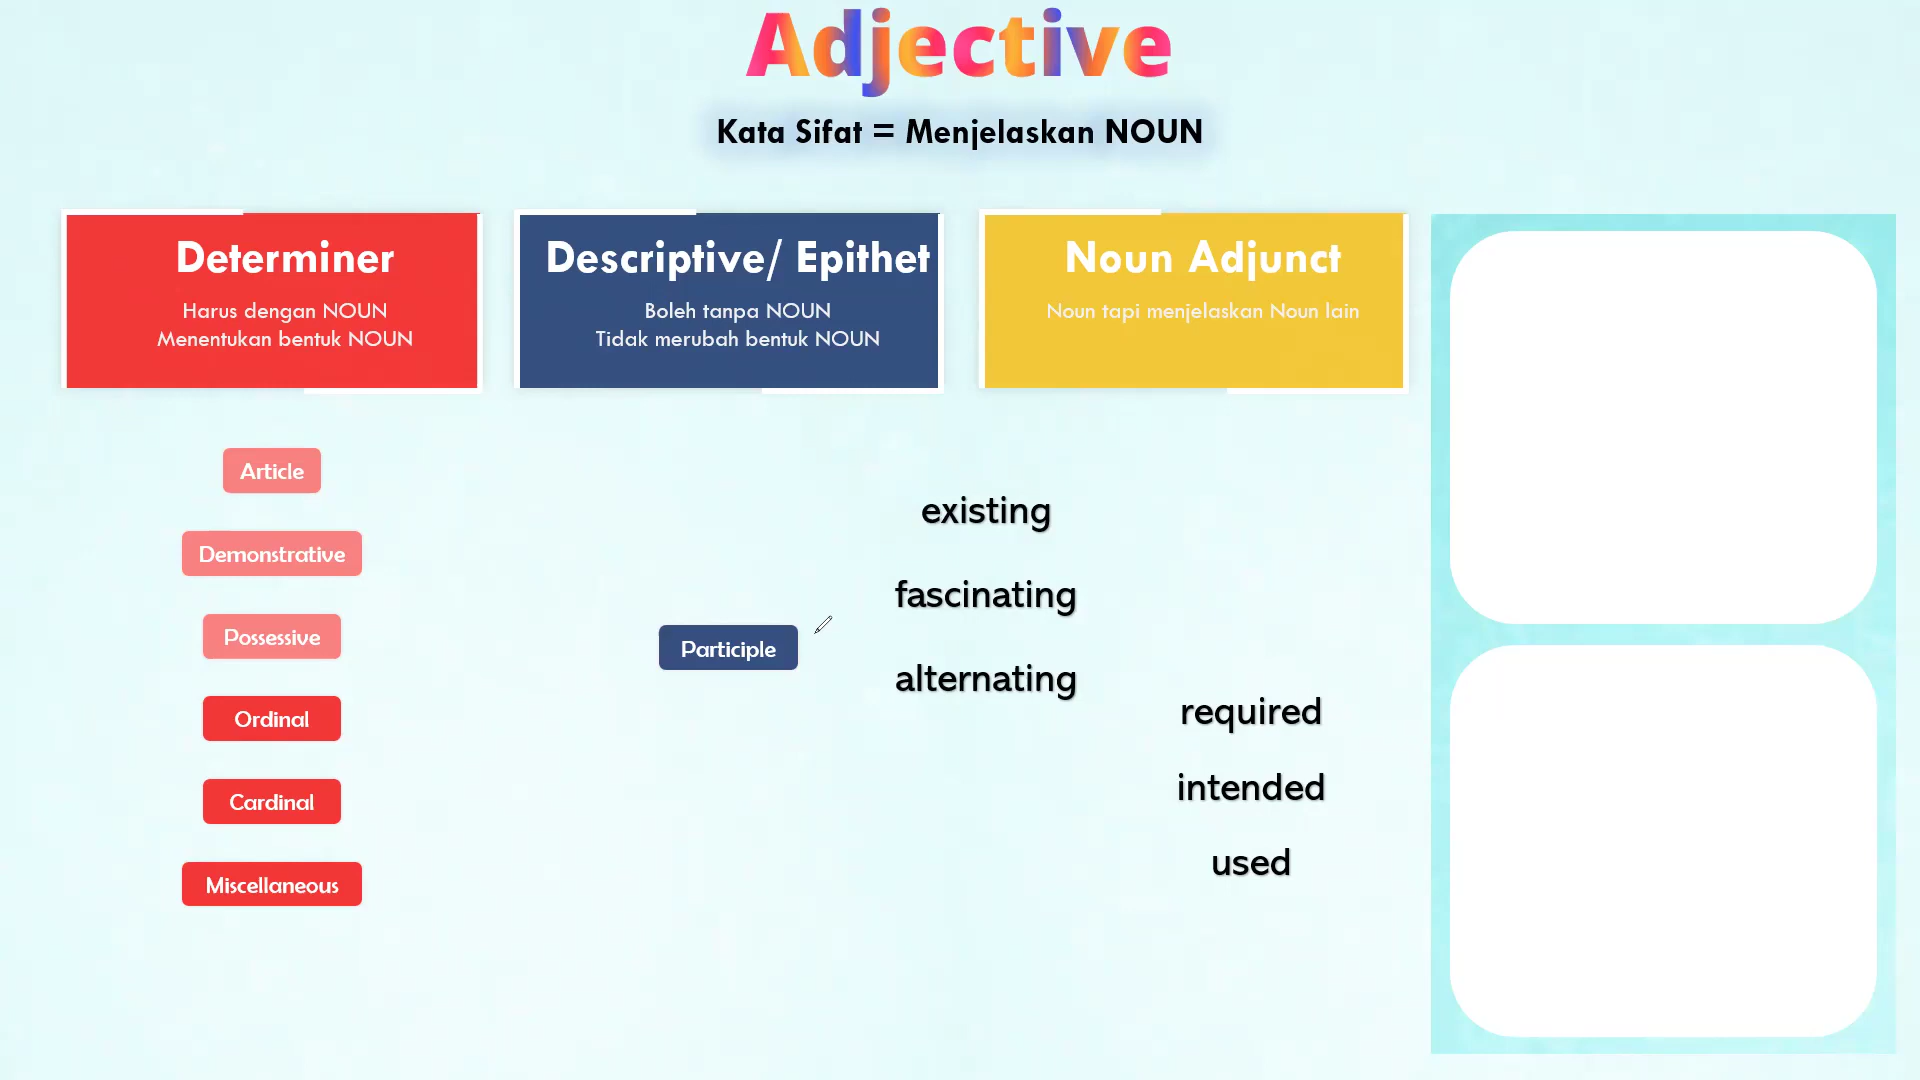 Adjective
Kata Sifat = Menjelaskan NOUN
Determiner
Harus dengan NOUN
Menentukan bentuk NOUN
Descriptive/ Epithet
Boleh tanpa NOUN
Tidak merubah bentuk NOUN
Noun Adjunct
Noun tapi menjelaskan Noun lain
Article
Demonstrative
Possessive
Ordinal
Cardinal
Miscellaneous
Participle
existing
fascinating
alternating
required
intended
used